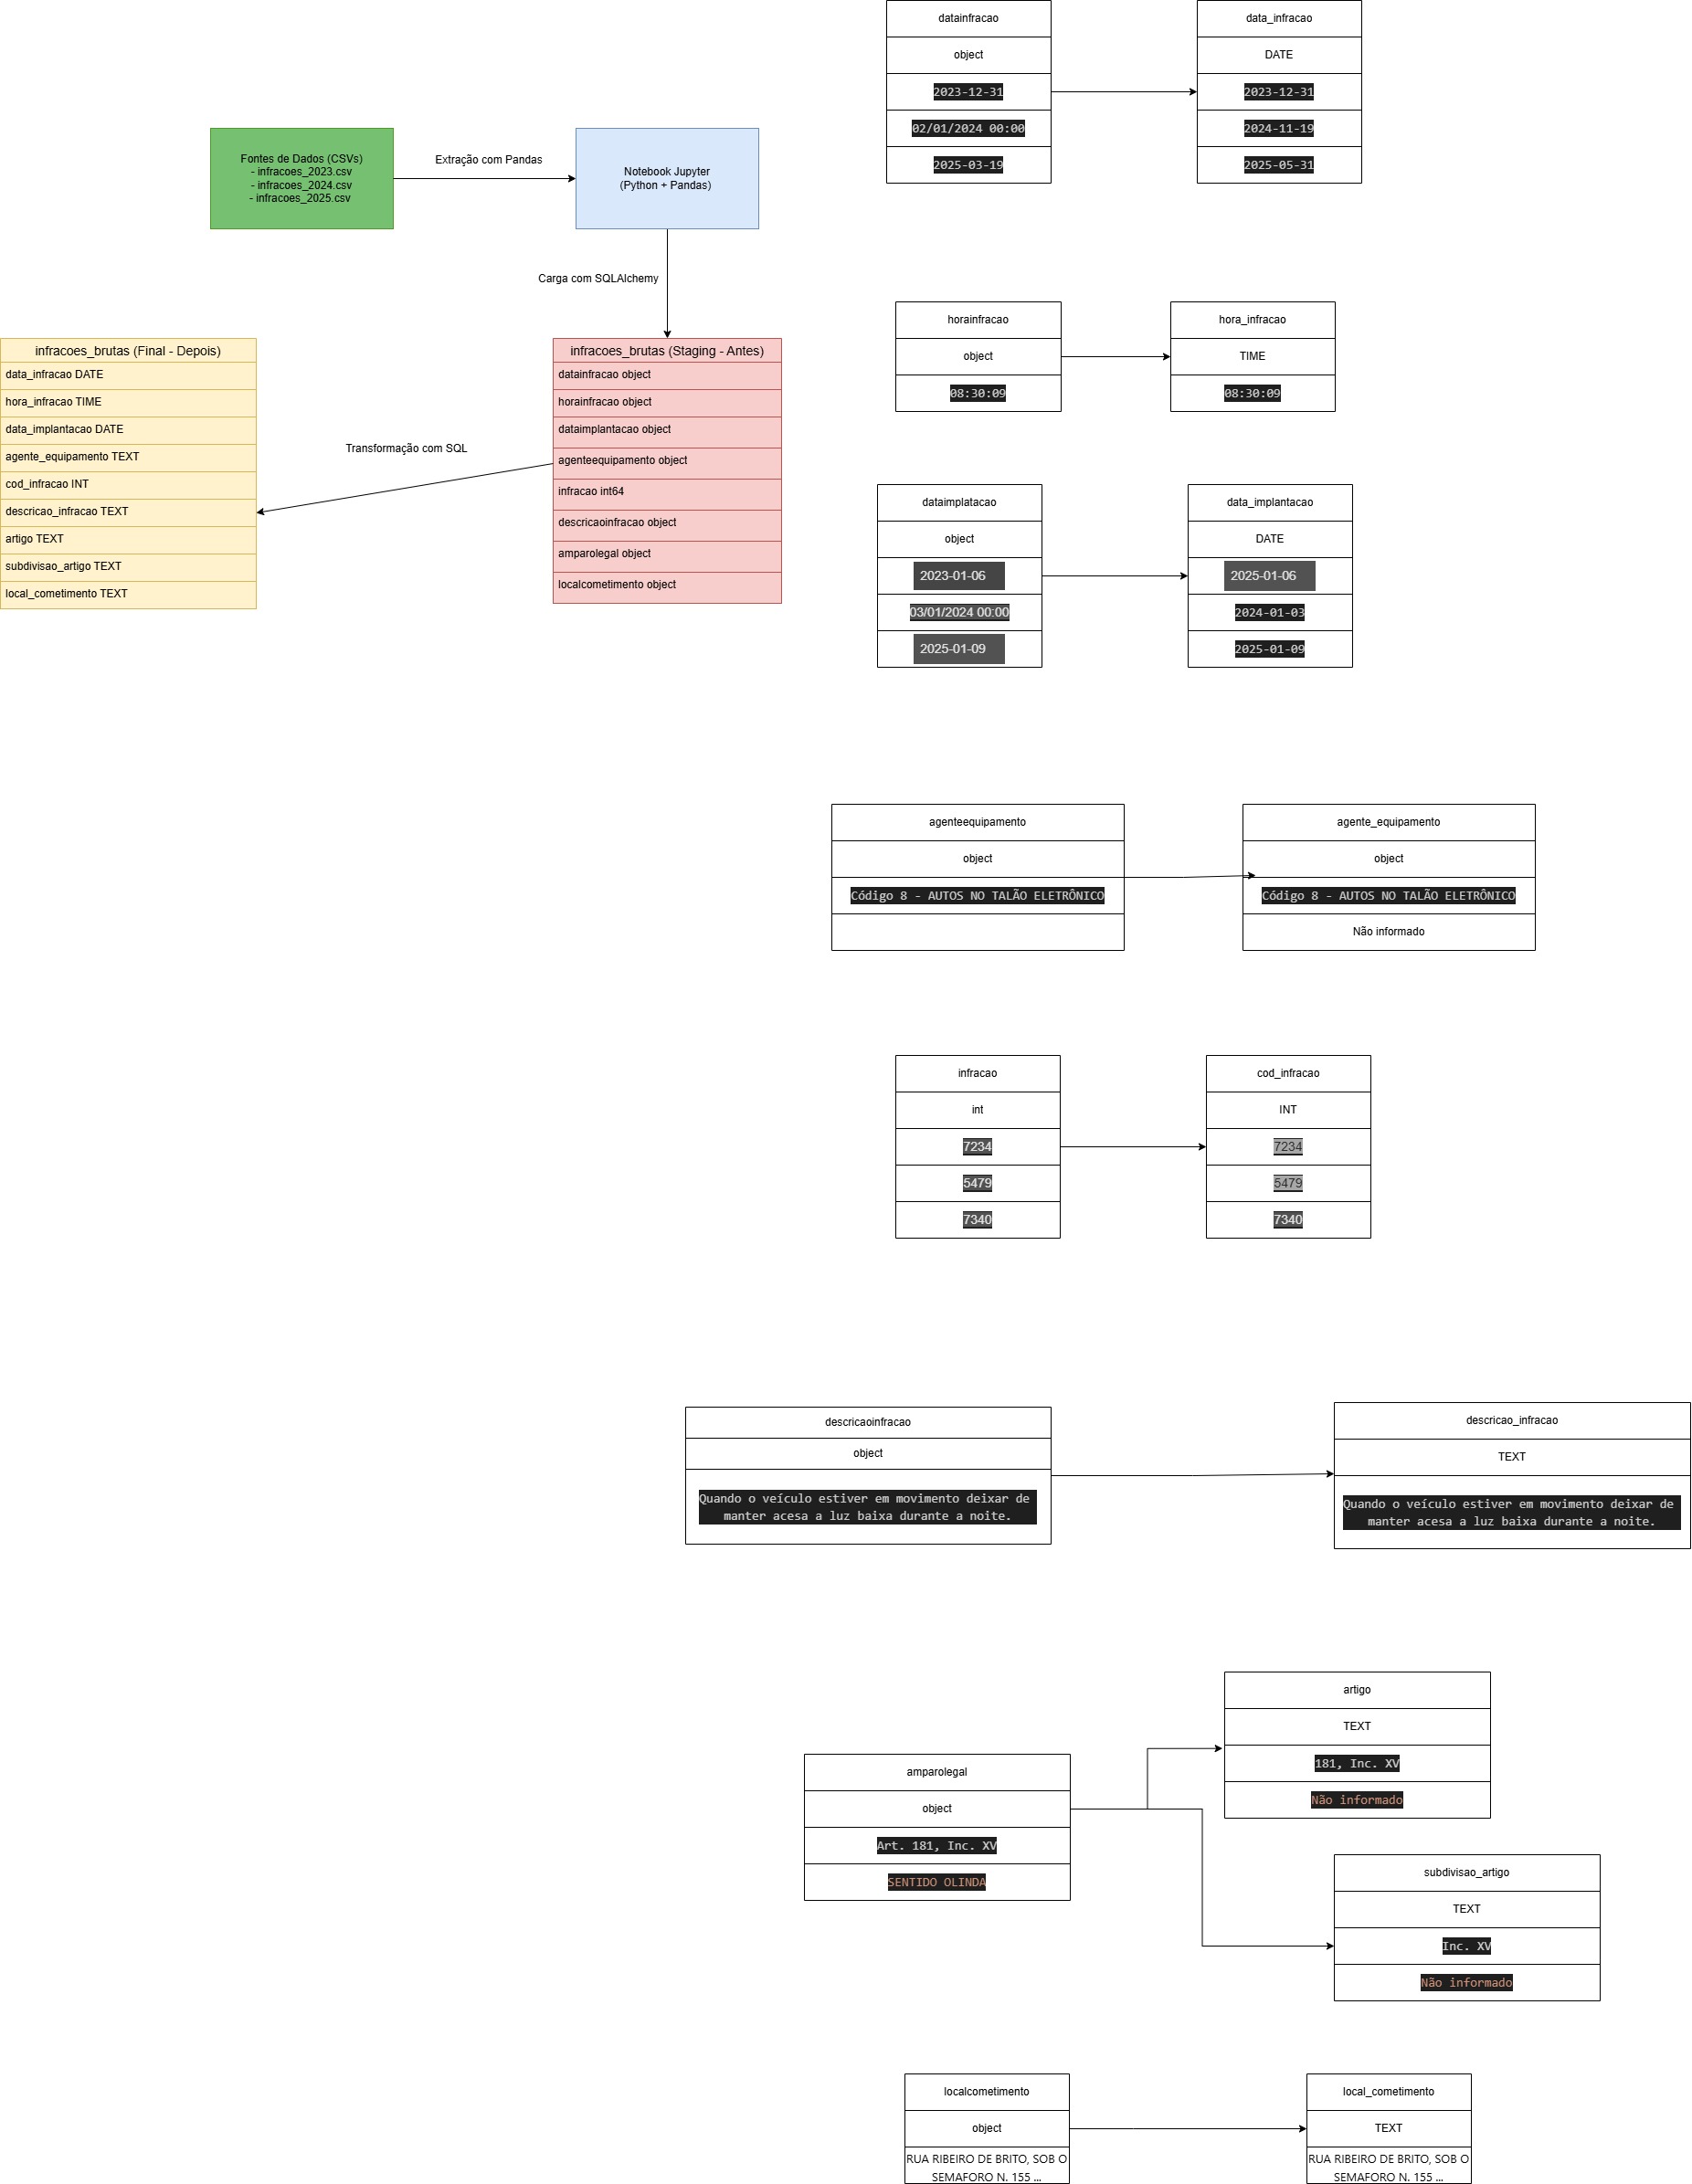 Fontes de Dados (CSVs)
- infracoes_2023.csv
- infracoes_2024.csv
- infracoes_2025.csv
Extração com Pandas
Notebook Jupyter
(Python + Pandas)
Carga com SQLAlchemy
infracoes_brutas (Final - Depois)
data_infracao DATE
hora_infracao TIME
data_implantacao DATE
agente_equipamento TEXT
cod_infracao INT
descricao_infracao TEXT
artigo TEXT
subdivisao_artigo TEXT
local_cometimento TEXT
Transformação com SQL
infracoes_brutas (Staging - Antes)
datainfracao object
horainfracao object
dataimplantacao object
agenteequipamento object
infracao int64
descricaoinfracao object
amparolegal object
localcometimento object
datainfracao
object
2023-12-31
02/01/2024 00:00
2025-03-19
data_infracao
DATE
2023-12-31
2024-11-19
2025-05-31
horainfracao
object
08:30:09
hora_infracao
TIME
08:30:09
dataimplatacao
object
2023-01-06
03/01/2024 00:00
2025-01-09
data_implantacao
DATE
2025-01-06
2024-01-03
2025-01-09
agenteequipamento
object
Código 8 - AUTOS NO TALÃO ELETRÔNICO
agente_equipamento
object
Código 8 - AUTOS NO TALÃO ELETRÔNICO
Não informado
infracao
int
7234
5479
7340
cod_infracao
INT
7234
5479
7340
descricaoinfracao
object
Quando o veículo estiver em movimento deixar de
manter acesa a luz baixa durante a noite.
descricao_infracao
TEXT
Quando o veículo estiver em movimento deixar de
manter acesa a luz baixa durante a noite.
amparolegal
object
Art. 181, Inc. XV
SENTIDO OLINDA
artigo
TEXT
181, Inc. XV
Não informado
subdivisao_artigo
TEXT
Inc. XV
Não informado
localcometimento
object
RUA RIBEIRO DE BRITO, SOB O
SEMAFORO N. 155 ...
local_cometimento
TEXT
RUA RIBEIRO DE BRITO, SOB O
SEMAFORO N. 155 ...